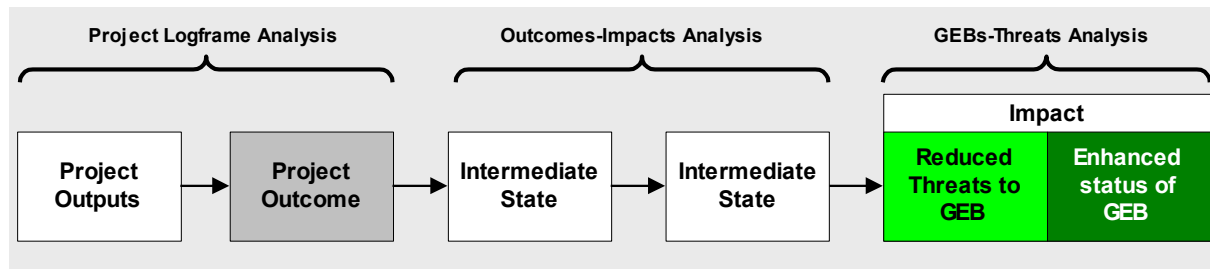 Project Logframe Analysis
Outcomes-Impacts Analysis
GEBs-Threats Analysis
Project
Outputs
Project
Outcome
Intermediate
State
Intermediate
State
Impact
Reduced
Threats to
GEB
Enhanced
status of
GEB